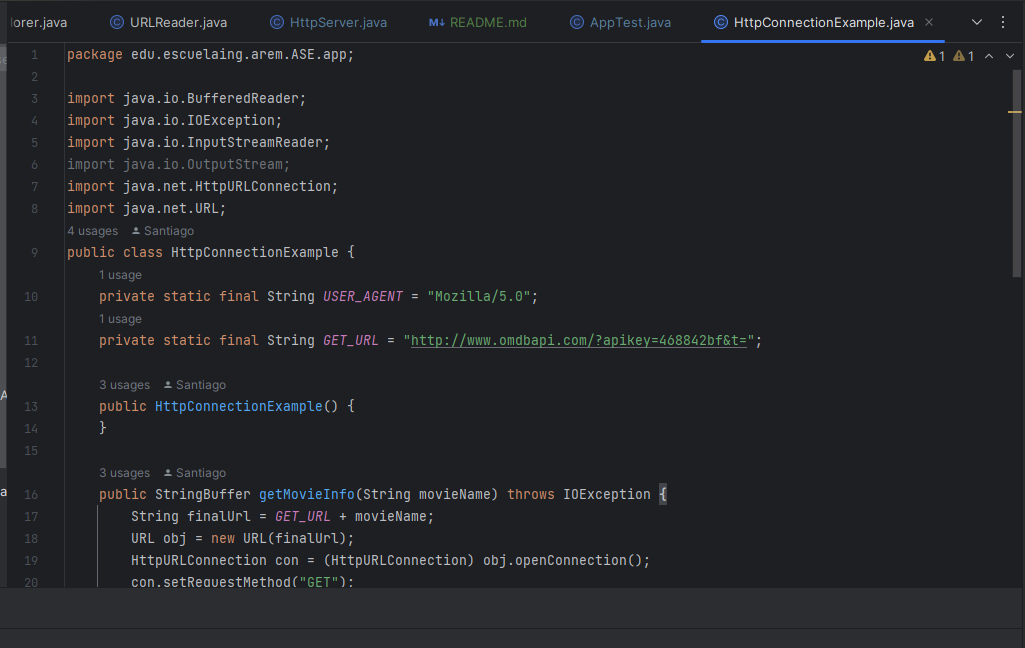 lorer.java URLReader.java HttpServer.java README.md AppTest.java HttpConnectionExample.java
1 package edu.escuelaing.arem.ASE.app; 1 1
2
3 import java.io.BufferedReader;
4 import java.io.IOException;
5 import java.io.InputStreamReader;
6 import java.io.OutputStream;
7 import java.net.HttpURLConnection;
8 import java.net.URL;
4 usages Santiago
9 public class HttpConnectionExample {
1 usage
10 private static final String USER_AGENT = "Mozilla/5.0";
1 usage
11 private static final String GET_URL = "http://www.omdbapi.com/?apikey=468842bf&t=";
12
3 usages Santiago
13 public HttpConnectionExample() {
14 }
15
3 usages Santiago
16 public StringBuffer getMovieInfo(String movieName) throws IOException {
17 String finalUrl = GET_URL + movieName;
18 URL obj = new URL(finalUrl);
19 HttpURLConnection con = (HttpURLConnection) obj.openConnection();
20 con.setRequestMethod("GET");